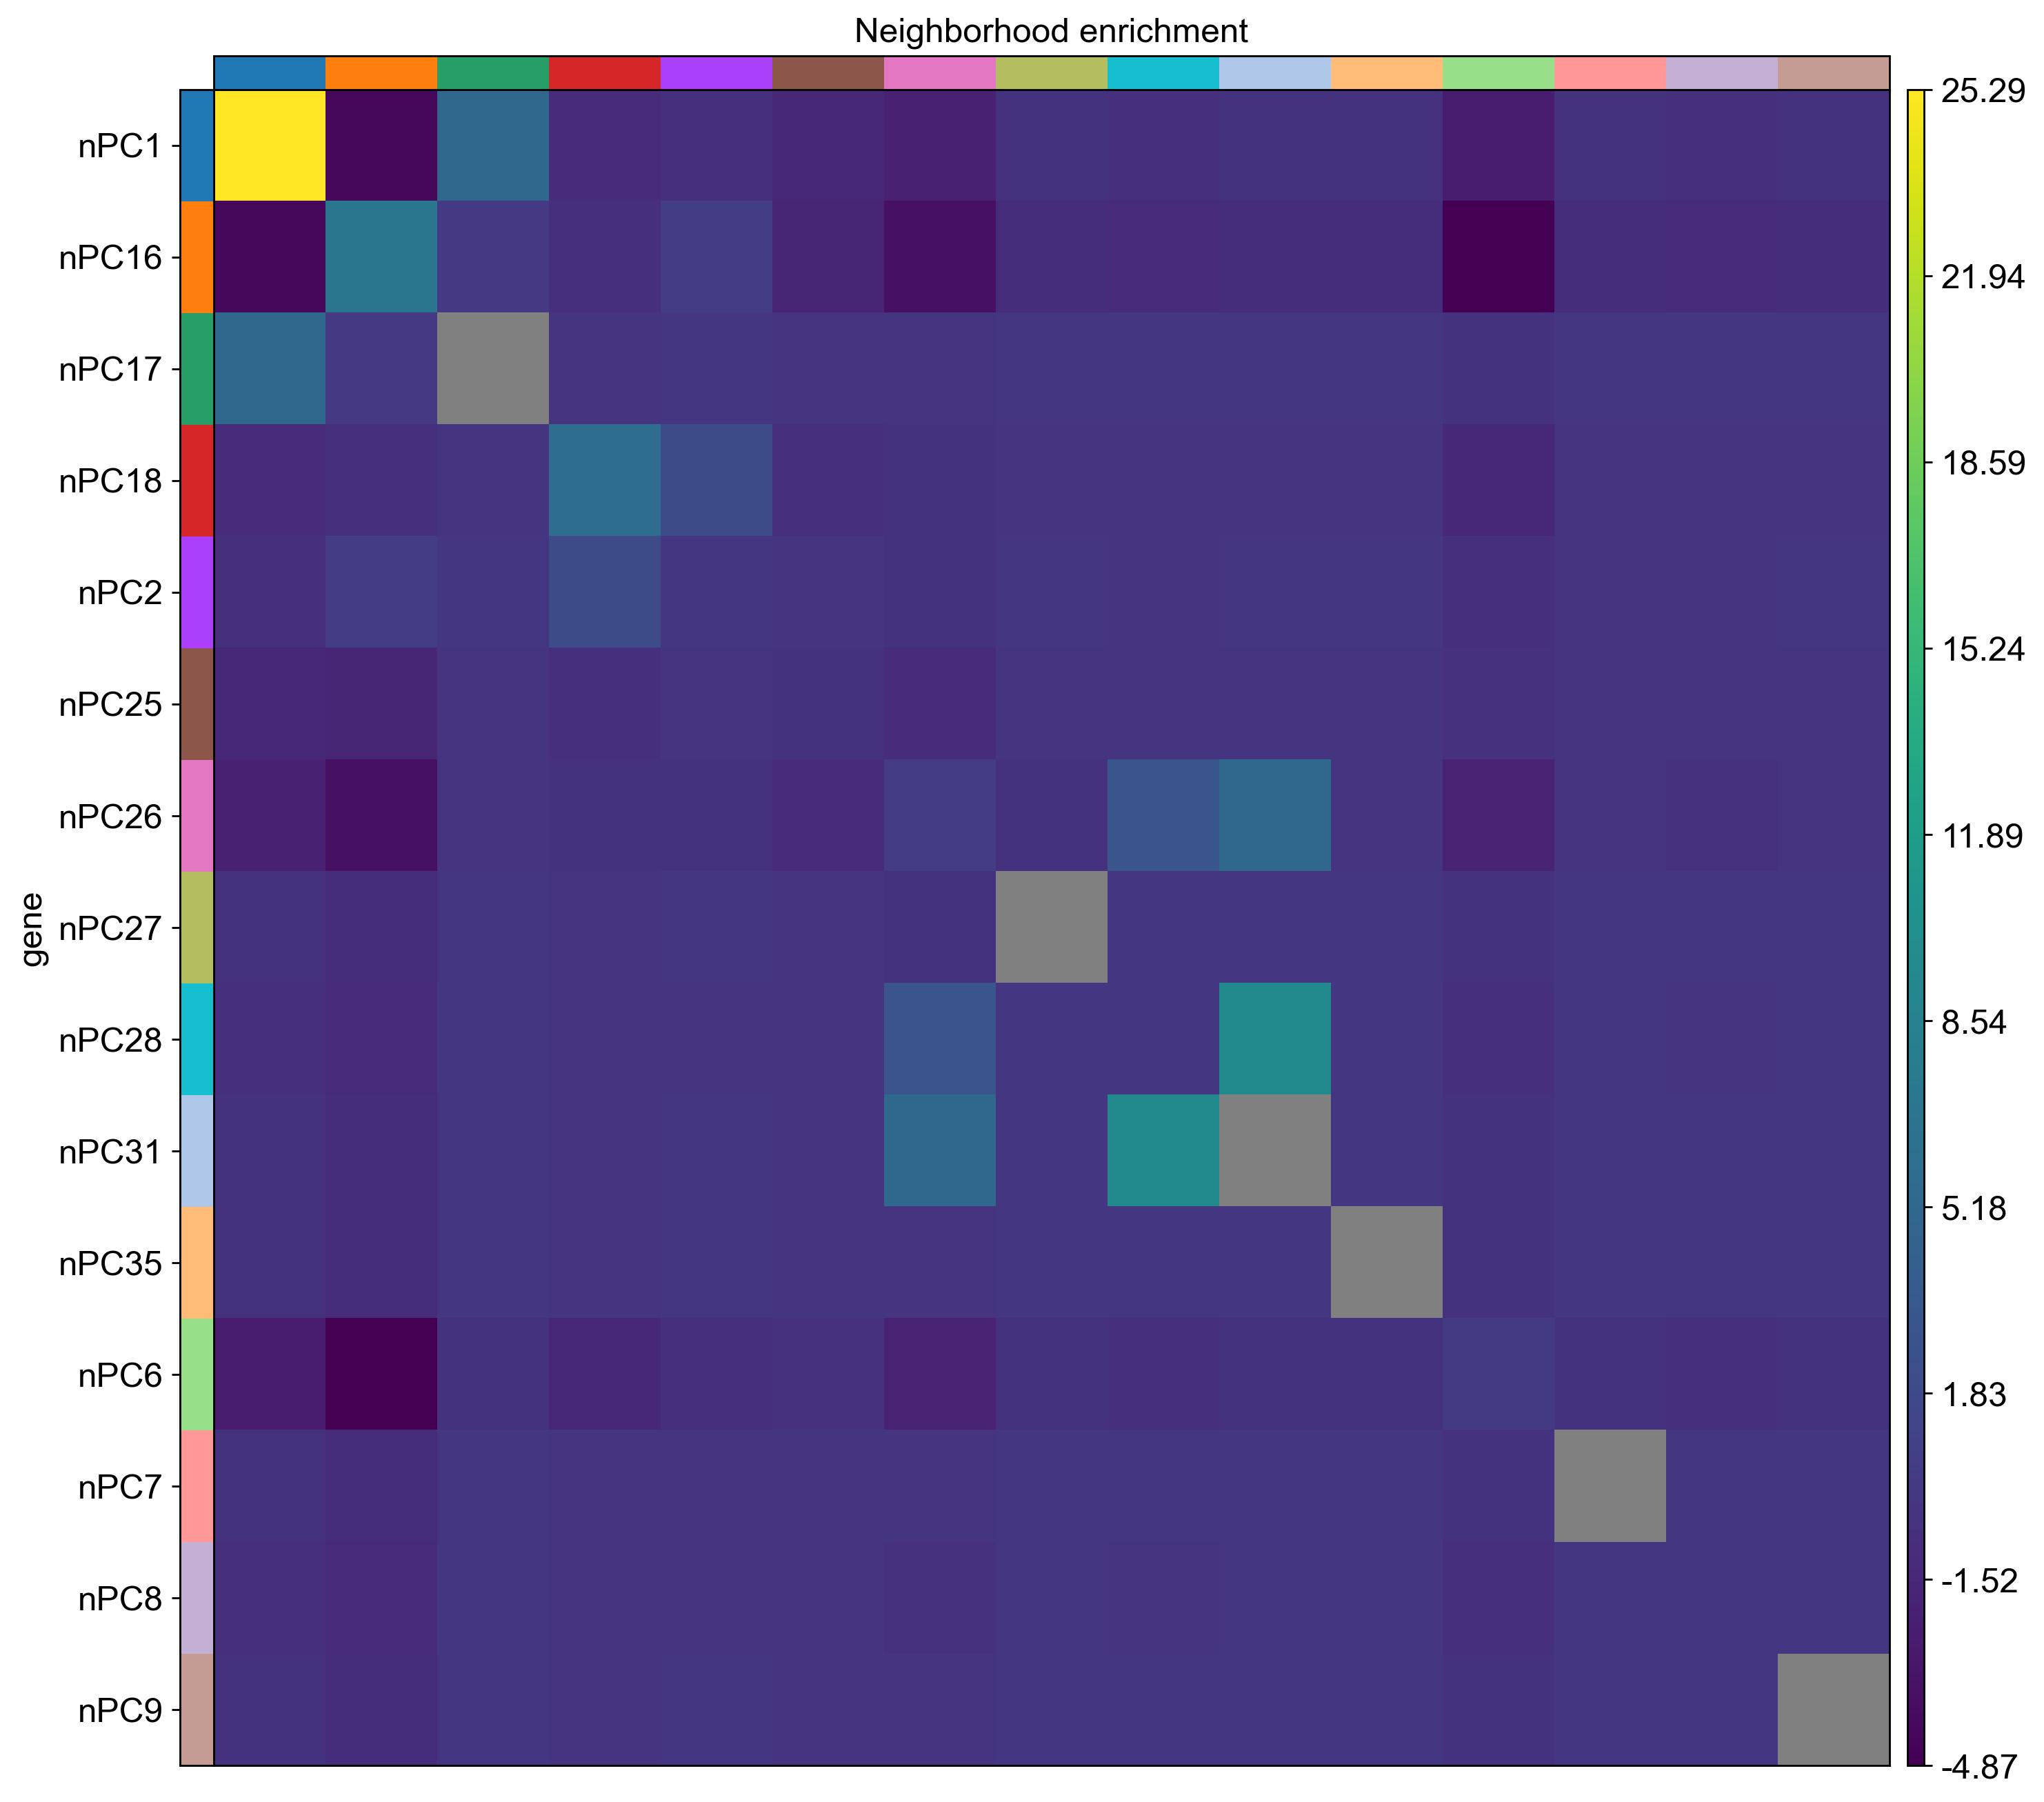 Neighborhood enrichment
gene
nPC1
nPC16
nPC17
nPC18
nPC2
nPC25
nPC26
nPC27
nPC28
nPC31
nPC35
nPC6
nPC7
nPC8
nPC9
25.29
21.94
18.59
15.24
11.89
8.54
5.18
1.83
-1.52
-4.87